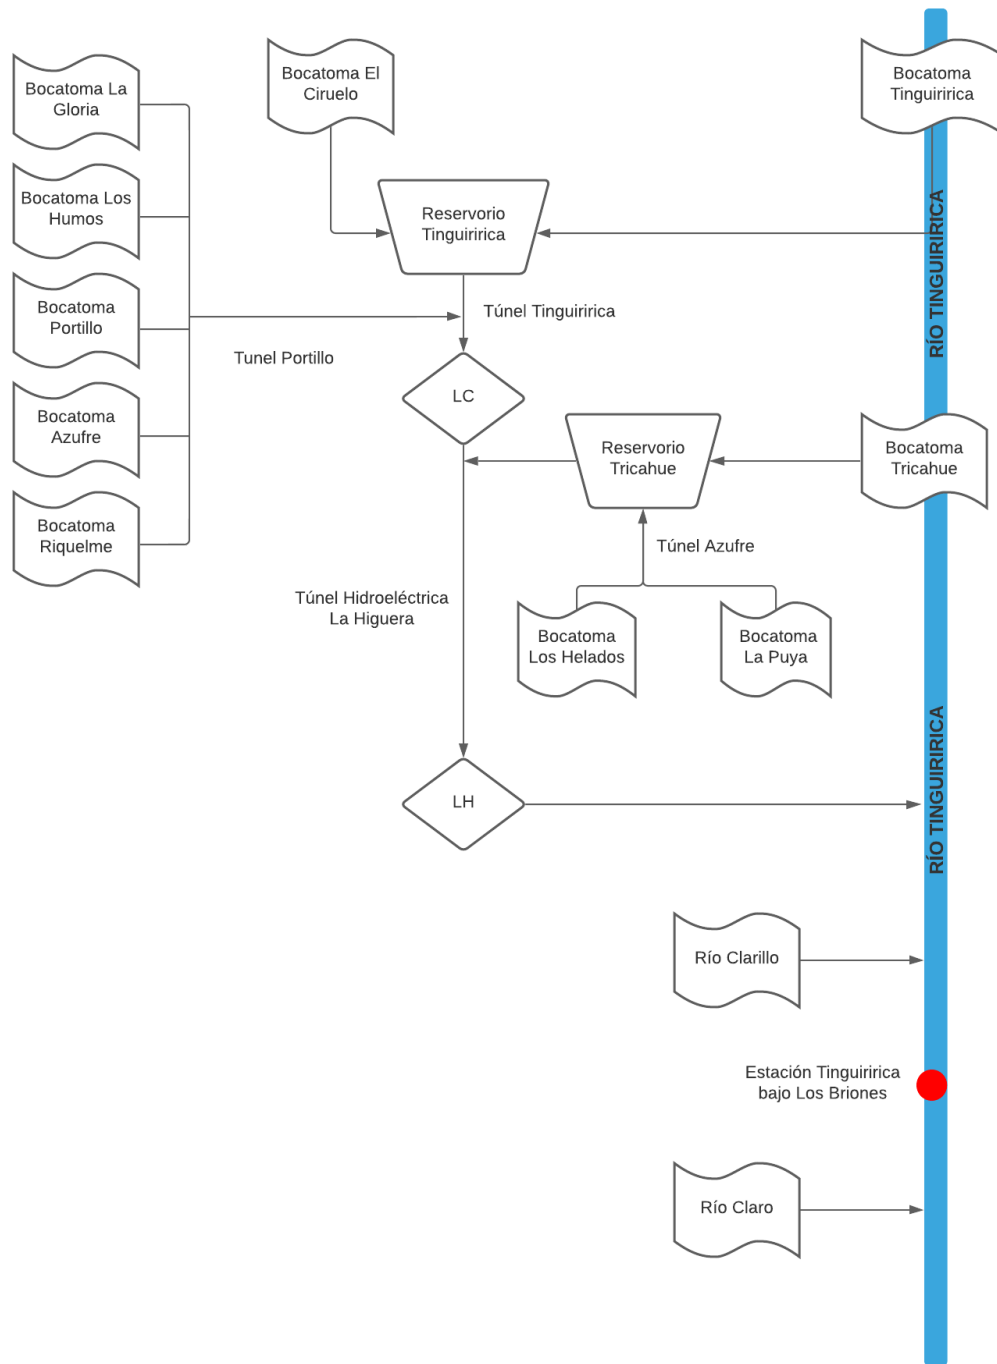 Bocatoma La
Gloria
Bocatoma El
Ciruelo
Bocatoma
Tinguiririca
Bocatoma Los
Humos
Reservorio
Tinguiririca
RÍO TINGUIRIRICA
Bocatoma
Portillo
Túnel Tinguiririca
Tunel Portillo
LC
Bocatoma
Azufre
Reservorio
Tricahue
Bocatoma
Tricahue
Bocatoma
Riquelme
Túnel Azufre
Túnel Hidroeléctrica
La Higuera
Bocatoma
Los Helados
Bocatoma
La Puya
RÍO TINGUIRIRICA
LH
Río Clarillo
Estación Tinguiririca
bajo Los Briones
Río Claro